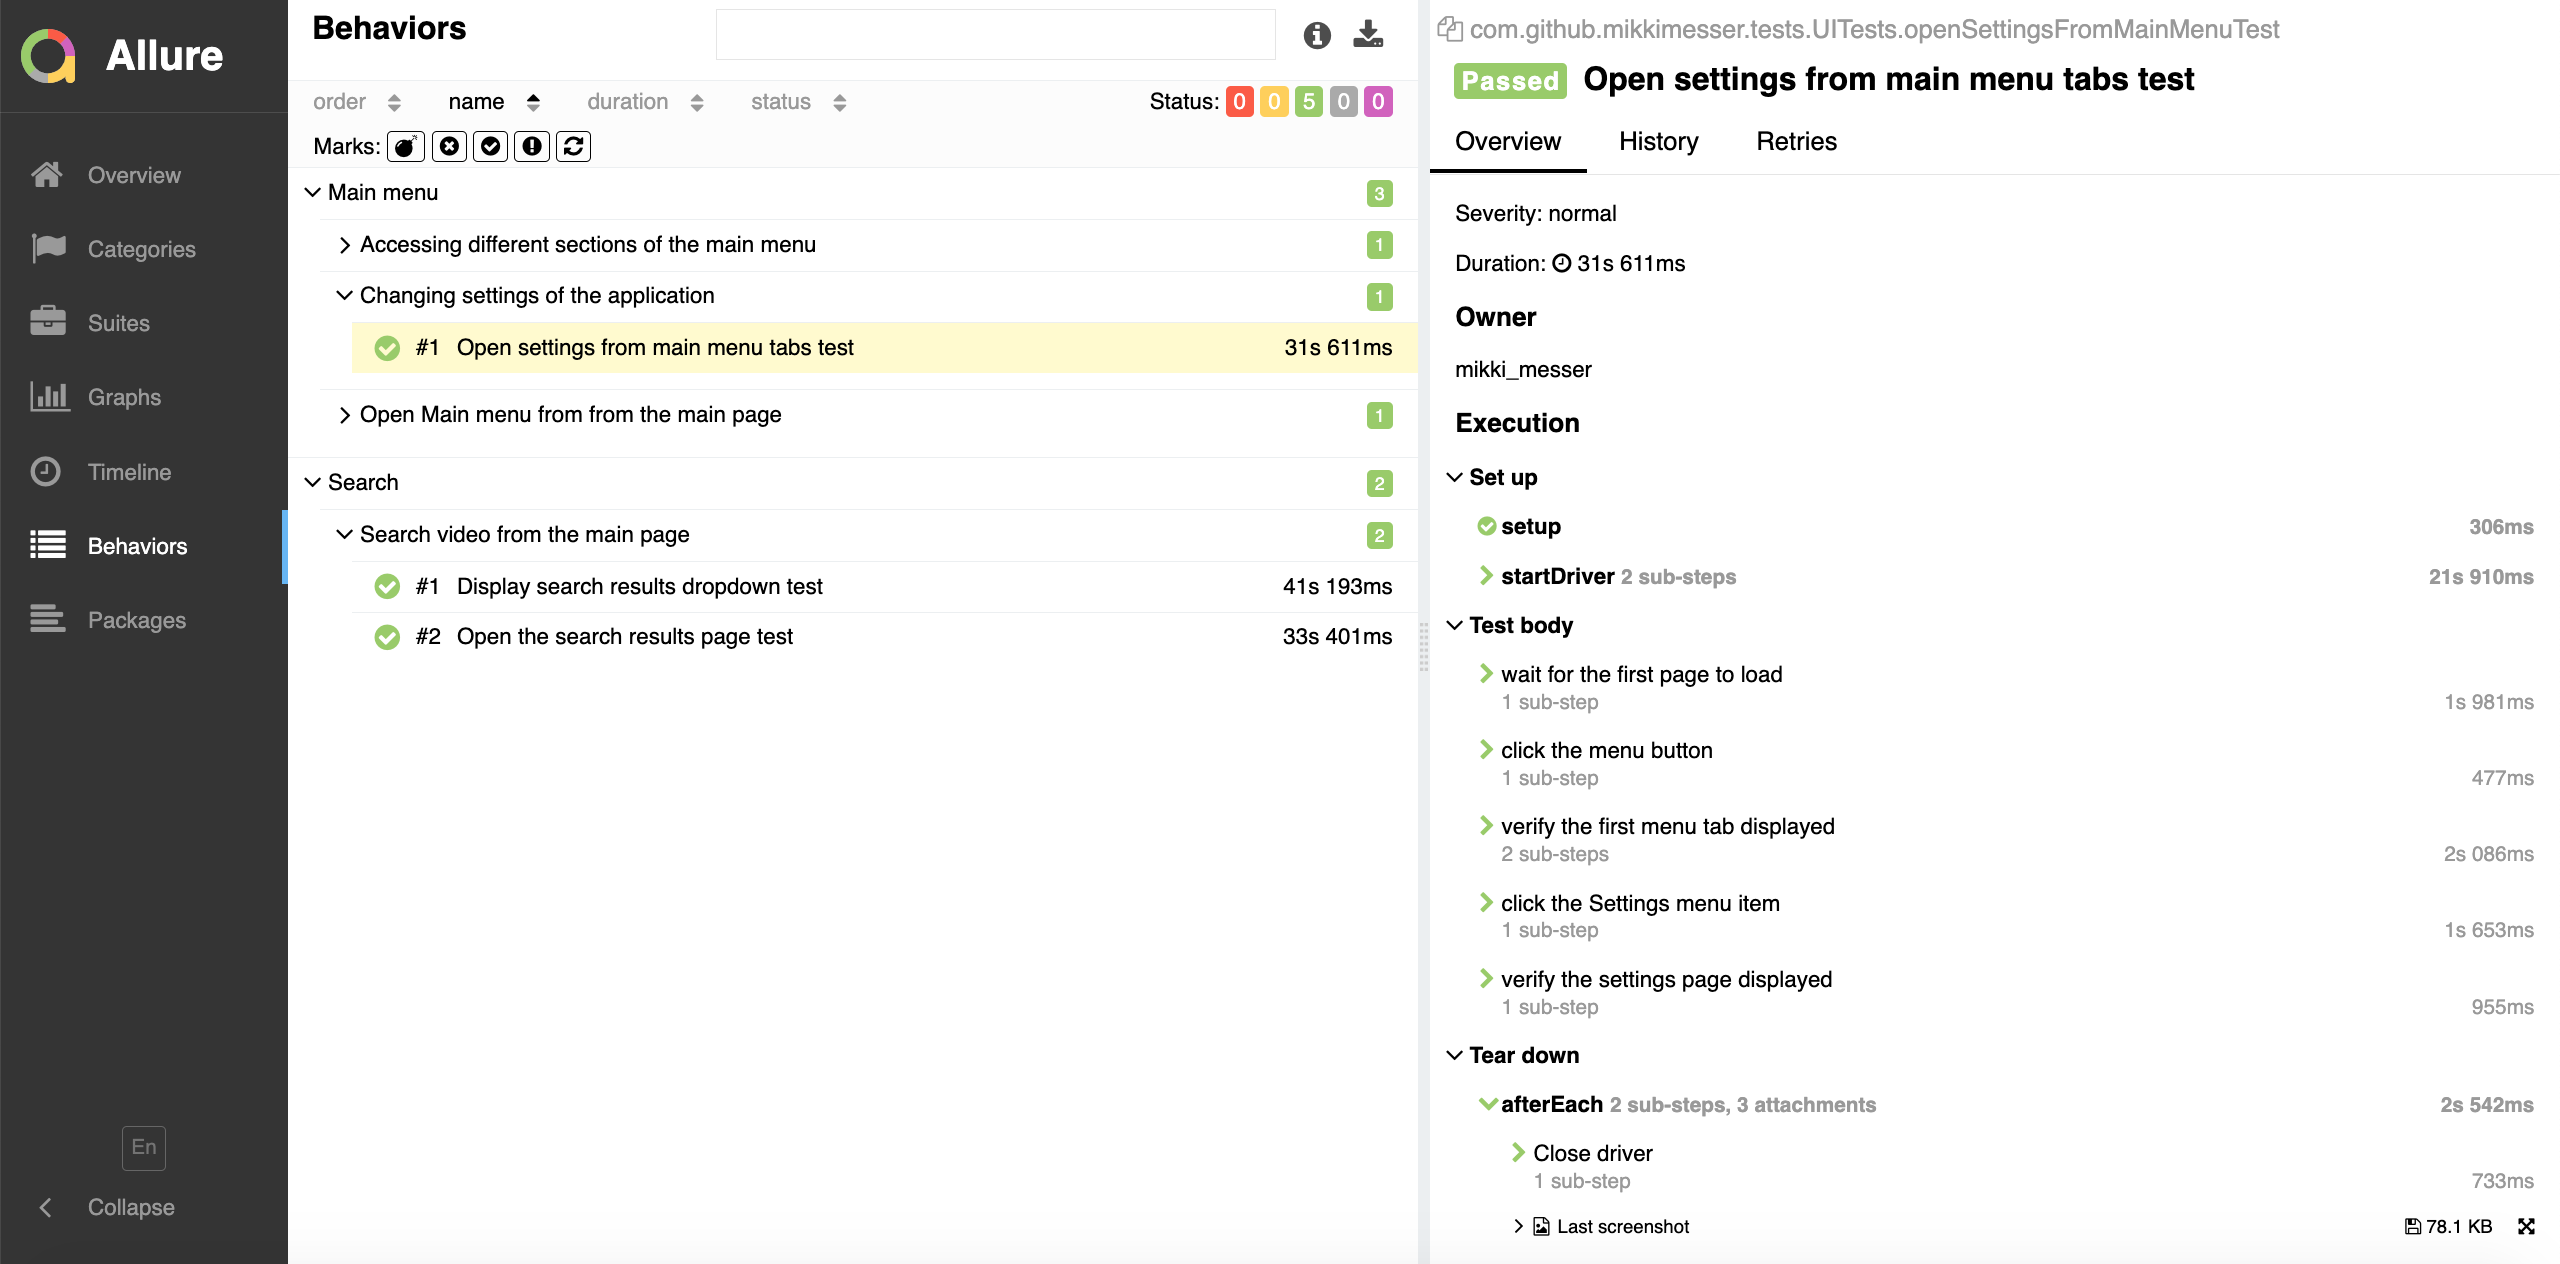 Allure
Overview
Categories
Suites
Graphs
Timeline
Behaviors
Packages
En
Collapse
Behaviors
order name duration status Status: 0 0 5 0 0
Marks:
Main menu 3
Accessing different sections of the main menu 1
Changing settings of the application 1
#1 Open settings from main menu tabs test 31s 611ms
Open Main menu from from the main page 1
Search 2
Search video from the main page 2
#1 Display search results dropdown test 41s 193ms
#2 Open the search results page test 33s 401ms
com.github.mikkimesser.tests.UITests.openSettingsFromMainMenuTest
Passed Open settings from main menu tabs test
Overview History Retries
Severity: normal
Duration: 31s 611ms
Owner
mikki_messer
Execution
Set up
setup 306ms
startDriver 2 sub-steps 21s 910ms
Test body
wait for the first page to load
1 sub-step 1s 981ms
click the menu button
1 sub-step 477ms
verify the first menu tab displayed
2 sub-steps 2s 086ms
click the Settings menu item
1 sub-step 1s 653ms
verify the settings page displayed
1 sub-step 955ms
Tear down
afterEach 2 sub-steps, 3 attachments 2s 542ms
Close driver
1 sub-step 733ms
Last screenshot 78.1 KB